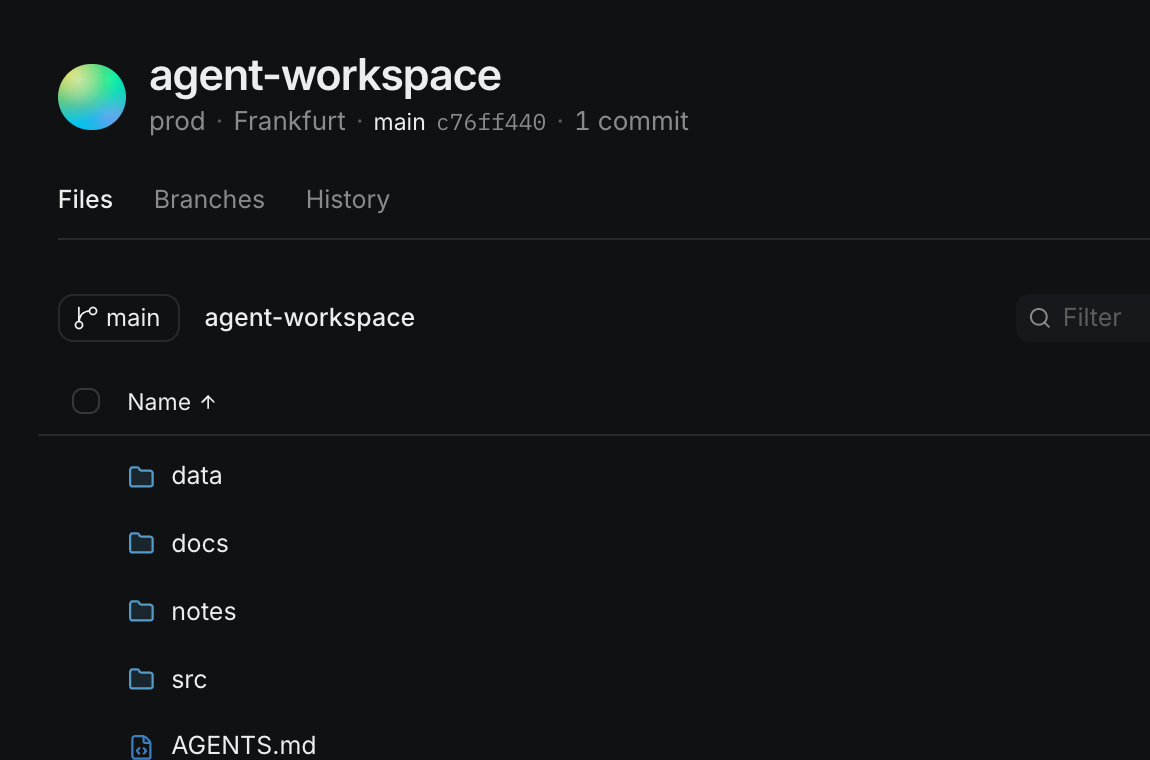 agent-workspace
prod · Frankfurt · main c76ff440 · 1 commit
Files Branches History
main agent-workspace Filter
Name ↑
data
docs
notes
src
AGENTS.md